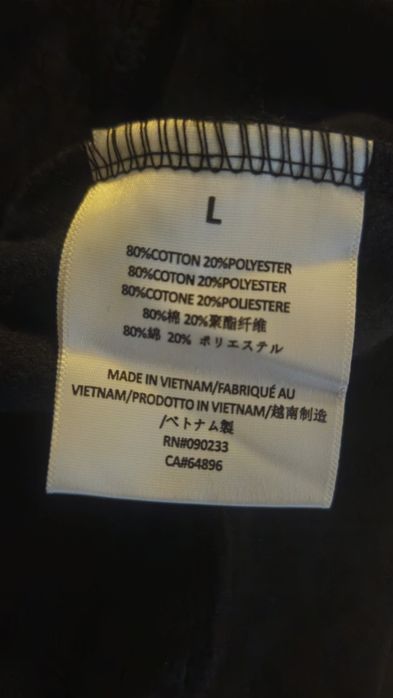 L
80%COTTON 20%POLYESTER
80%COTON 20%POLYESTER
80%COTONE 20%POLIESTERE
80%棉 20%聚酯纤维
80%綿 20% ポリエステル
MADE IN VIETNAM/FABRIQUÉ AU
VIETNAM/PRODOTTO IN VIETNAM/越南制造
/ベトナム製
RN#090233
CA#64896